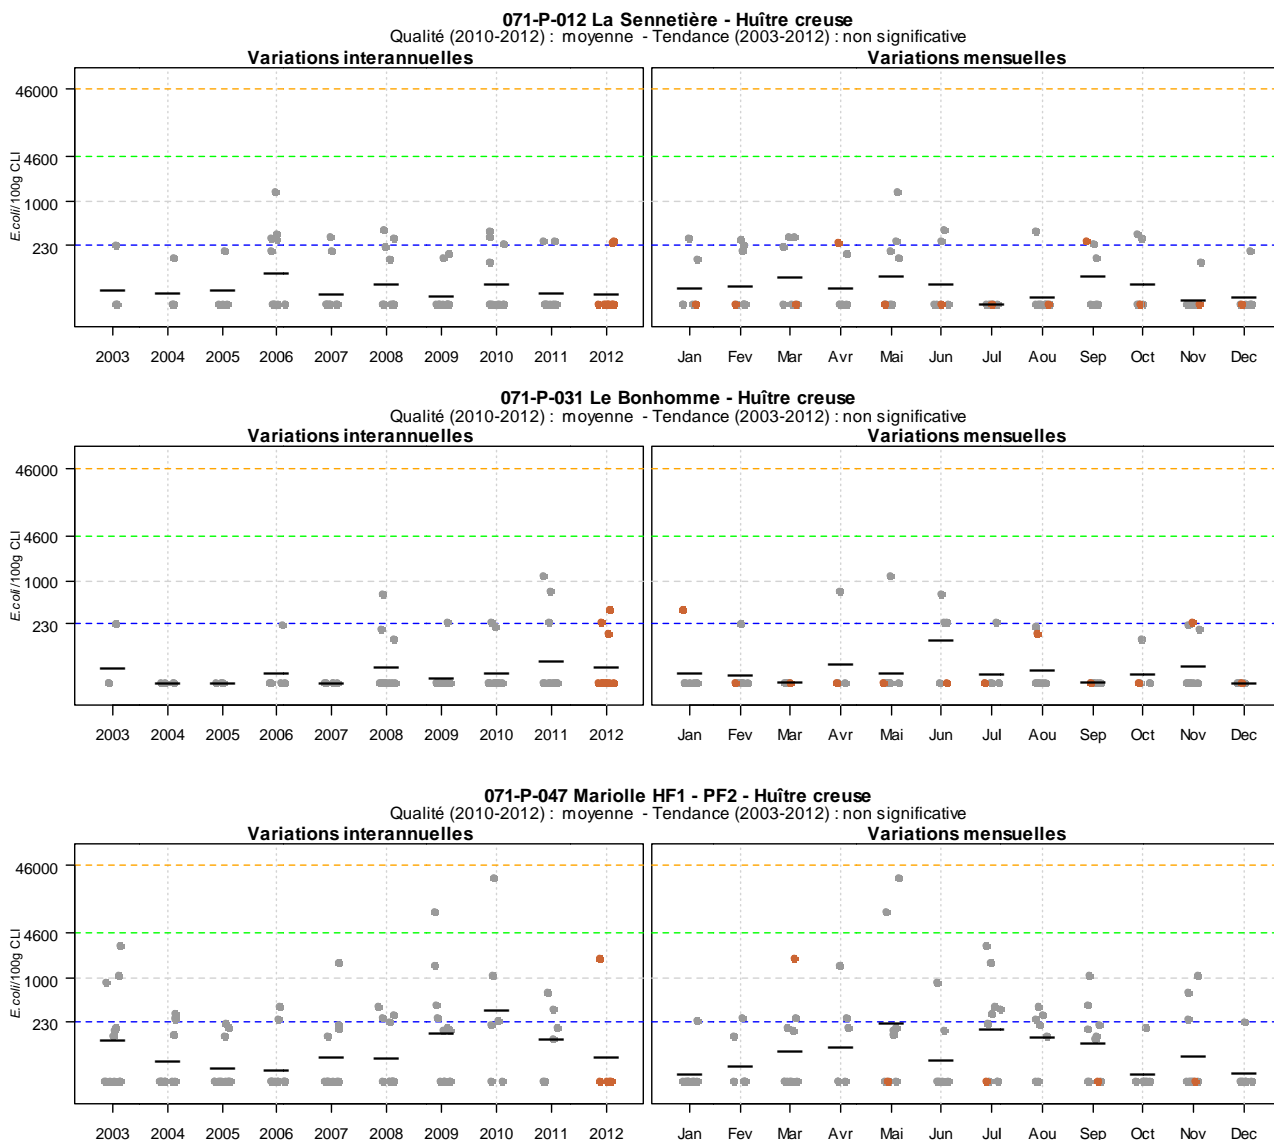 071-P-012 La Sennetière - Huître creuse
Qualité (2010-2012) : moyenne - Tendance (2003-2012) : non significative
Variations interannuelles
Variations mensuelles
46000
4600
1000
230
E.coli/100g CLI
2003 2004 2005 2006 2007 2008 2009 2010 2011 2012
Jan Fev Mar Avr Mai Jun Jul Aou Sep Oct Nov Dec
071-P-031 Le Bonhomme - Huître creuse
Qualité (2010-2012) : moyenne - Tendance (2003-2012) : non significative
Variations interannuelles
Variations mensuelles
46000
4600
1000
230
E.coli/100g CLI
2003 2004 2005 2006 2007 2008 2009 2010 2011 2012
Jan Fev Mar Avr Mai Jun Jul Aou Sep Oct Nov Dec
071-P-047 Mariolle HF1 - PF2 - Huître creuse
Qualité (2010-2012) : moyenne - Tendance (2003-2012) : non significative
Variations interannuelles
Variations mensuelles
46000
4600
1000
230
E.coli/100g CLI
2003 2004 2005 2006 2007 2008 2009 2010 2011 2012
Jan Fev Mar Avr Mai Jun Jul Aou Sep Oct Nov Dec